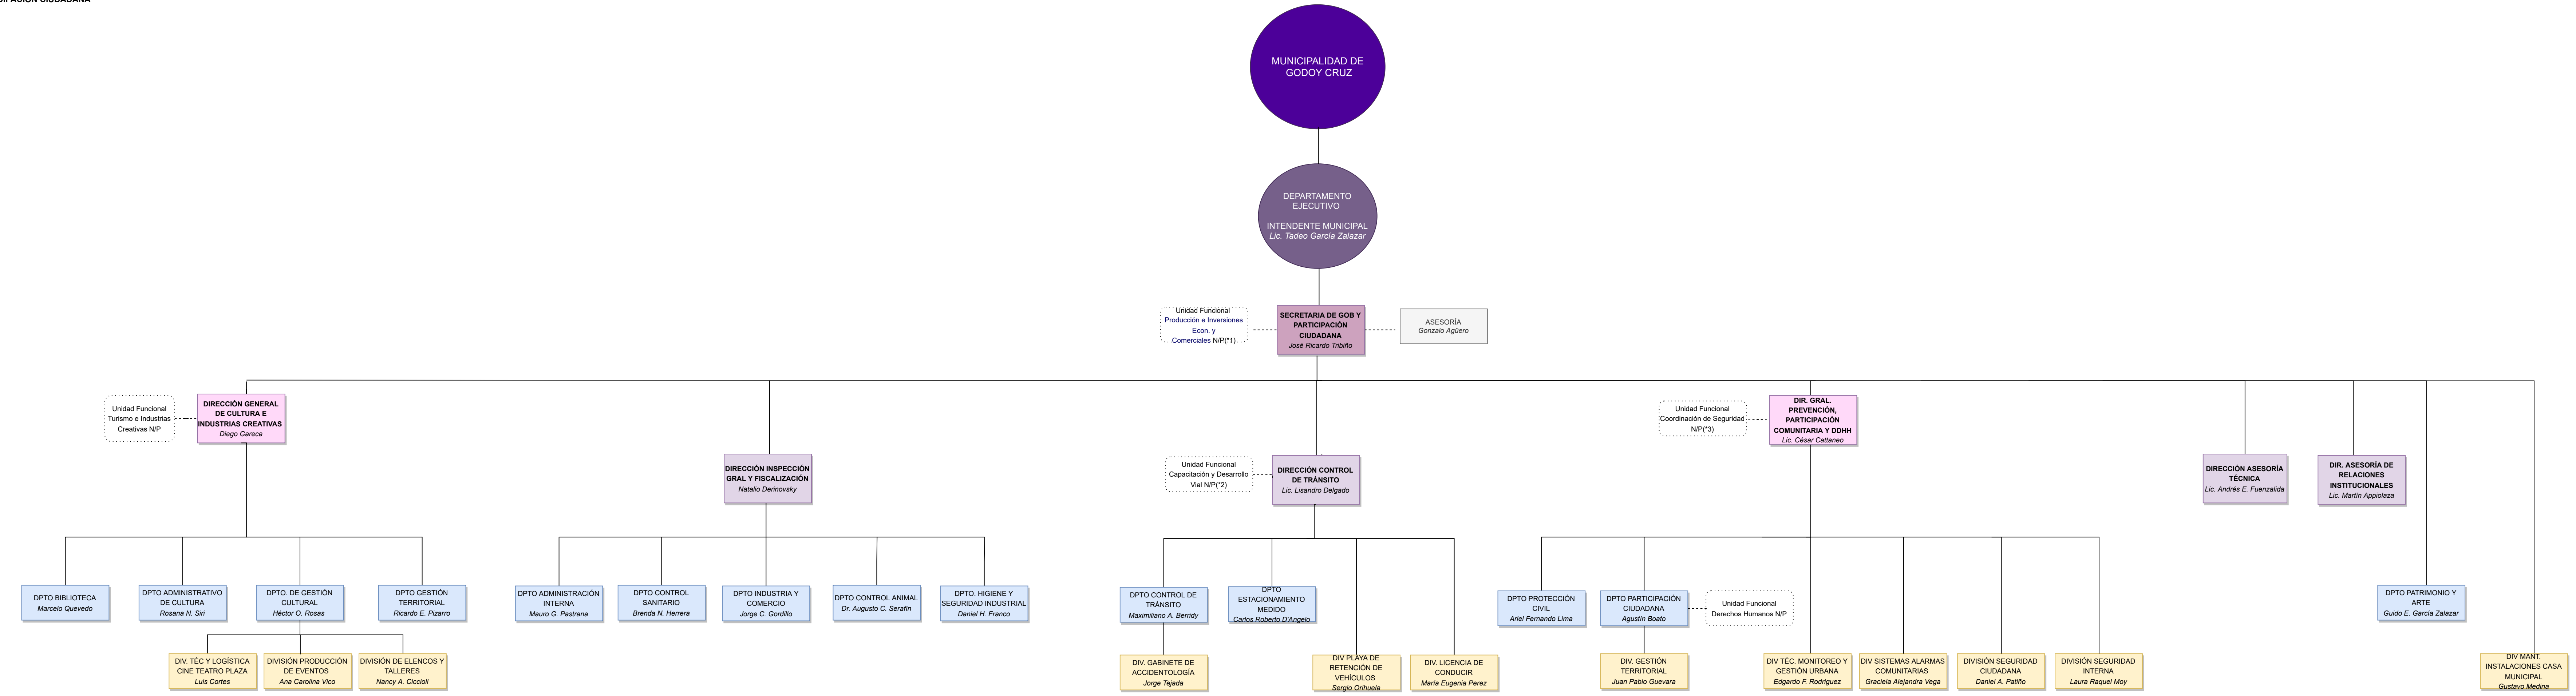 CIUDADANA
MUNICIPALIDAD DE
GODOY CRUZ
DEPARTAMENTO
EJECUTIVO
INTENDENTE MUNICIPAL
Lic. Tadeo García Zalazar
Unidad Funcional
Producción e Inversiones
Econ. y
Comerciales N/P(*1)
SECRETARIA DE GOB Y
PARTICIPACIÓN
CIUDADANA
José Ricardo Tribiño
ASESORÍA
Gonzalo Agüero
Unidad Funcional
Turismo e Industrias
Creativas N/P
DIRECCIÓN GENERAL
DE CULTURA E
INDUSTRIAS CREATIVAS
Diego Gareca
Unidad Funcional
Coordinación de Seguridad
N/P(*3)
DIR. GRAL.
PREVENCIÓN,
PARTICIPACIÓN
COMUNITARIA Y DDHH
Lic. César Cattaneo
DIRECCIÓN INSPECCIÓN
GRAL Y FISCALIZACIÓN
Natalio Derinovsky
Unidad Funcional
Capacitación y Desarrollo
Vial N/P(*2)
DIRECCIÓN CONTROL
DE TRÁNSITO
Lic. Lisandro Delgado
DIRECCIÓN ASESORÍA
TÉCNICA
Lic. Andrés E. Fuenzalida
DIR. ASESORÍA DE
RELACIONES
INSTITUCIONALES
Lic. Martín Appiolaza
DPTO BIBLIOTECA
Marcelo Quevedo
DPTO ADMINISTRATIVO
DE CULTURA
Rosana N. Siri
DPTO. DE GESTIÓN
CULTURAL
Héctor O. Rosas
DPTO GESTIÓN
TERRITORIAL
Ricardo E. Pizarro
DPTO ADMINISTRACIÓN
INTERNA
Mauro G. Pastrana
DPTO CONTROL
SANITARIO
Brenda N. Herrera
DPTO INDUSTRIA Y
COMERCIO
Jorge C. Gordillo
DPTO CONTROL ANIMAL
Dr. Augusto C. Serafín
DPTO. HIGIENE Y
SEGURIDAD INDUSTRIAL
Daniel H. Franco
DPTO CONTROL DE
TRÁNSITO
Maximiliano A. Berridy
DPTO
ESTACIONAMIENTO
MEDIDO
Carlos Roberto D'Angelo
DPTO PROTECCIÓN
CIVIL
Ariel Fernando Lima
DPTO PARTICIPACIÓN
CIUDADANA
Agustín Boato
Unidad Funcional
Derechos Humanos N/P
DPTO PATRIMONIO Y
ARTE
Guido E. García Zalazar
DIV. TÉC Y LOGÍSTICA
CINE TEATRO PLAZA
Luis Cortes
DIVISIÓN PRODUCCIÓN
DE EVENTOS
Ana Carolina Vico
DIVISIÓN DE ELENCOS Y
TALLERES
Nancy A. Ciccioli
DIV. GABINETE DE
ACCIDENTOLOGÍA
Jorge Tejada
DIV PLAYA DE
RETENCIÓN DE
VEHÍCULOS
Sergio Orihuela
DIV. LICENCIA DE
CONDUCIR
María Eugenia Perez
DIV. GESTIÓN
TERRITORIAL
Juan Pablo Guevara
DIV TÉC. MONITOREO Y
GESTIÓN URBANA
Edgardo F. Rodriguez
DIV SISTEMAS ALARMAS
COMUNITARIAS
Graciela Alejandra Vega
DIVISIÓN SEGURIDAD
CIUDADANA
Daniel A. Patiño
DIVISIÓN SEGURIDAD
INTERNA
Laura Raquel Moy
DIV MANT.
INSTALACIONES CASA
MUNICIPAL
Gustavo Medina